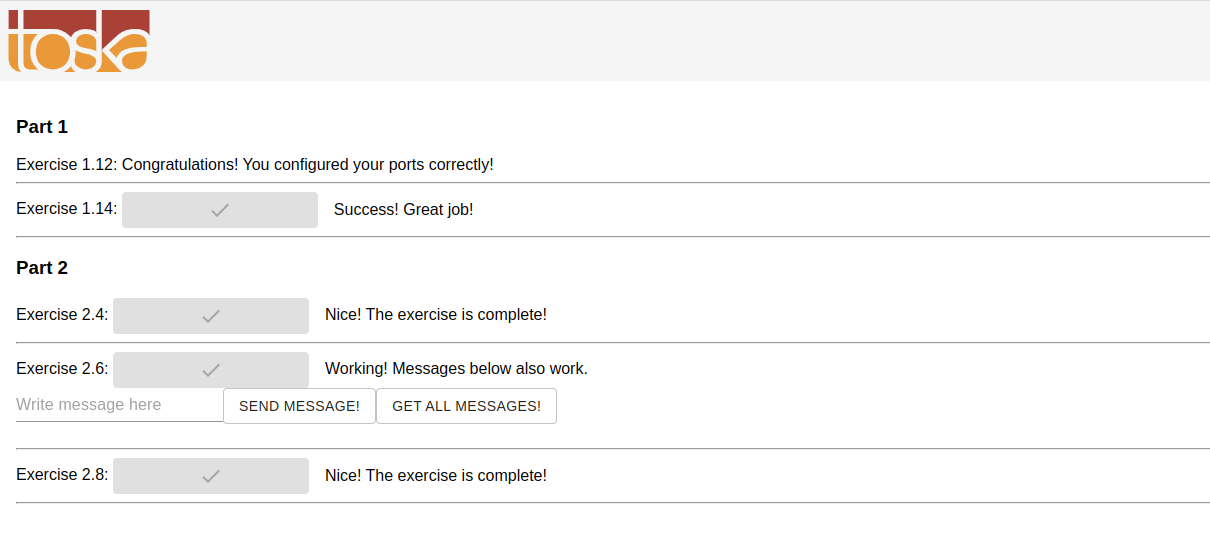 toska
Part 1
Exercise 1.12: Congratulations! You configured your ports correctly!
Exercise 1.14: Success! Great job!
Part 2
Exercise 2.4: Nice! The exercise is complete!
Exercise 2.6: Working! Messages below also work.
Write message here SEND MESSAGE! GET ALL MESSAGES!
Exercise 2.8: Nice! The exercise is complete!